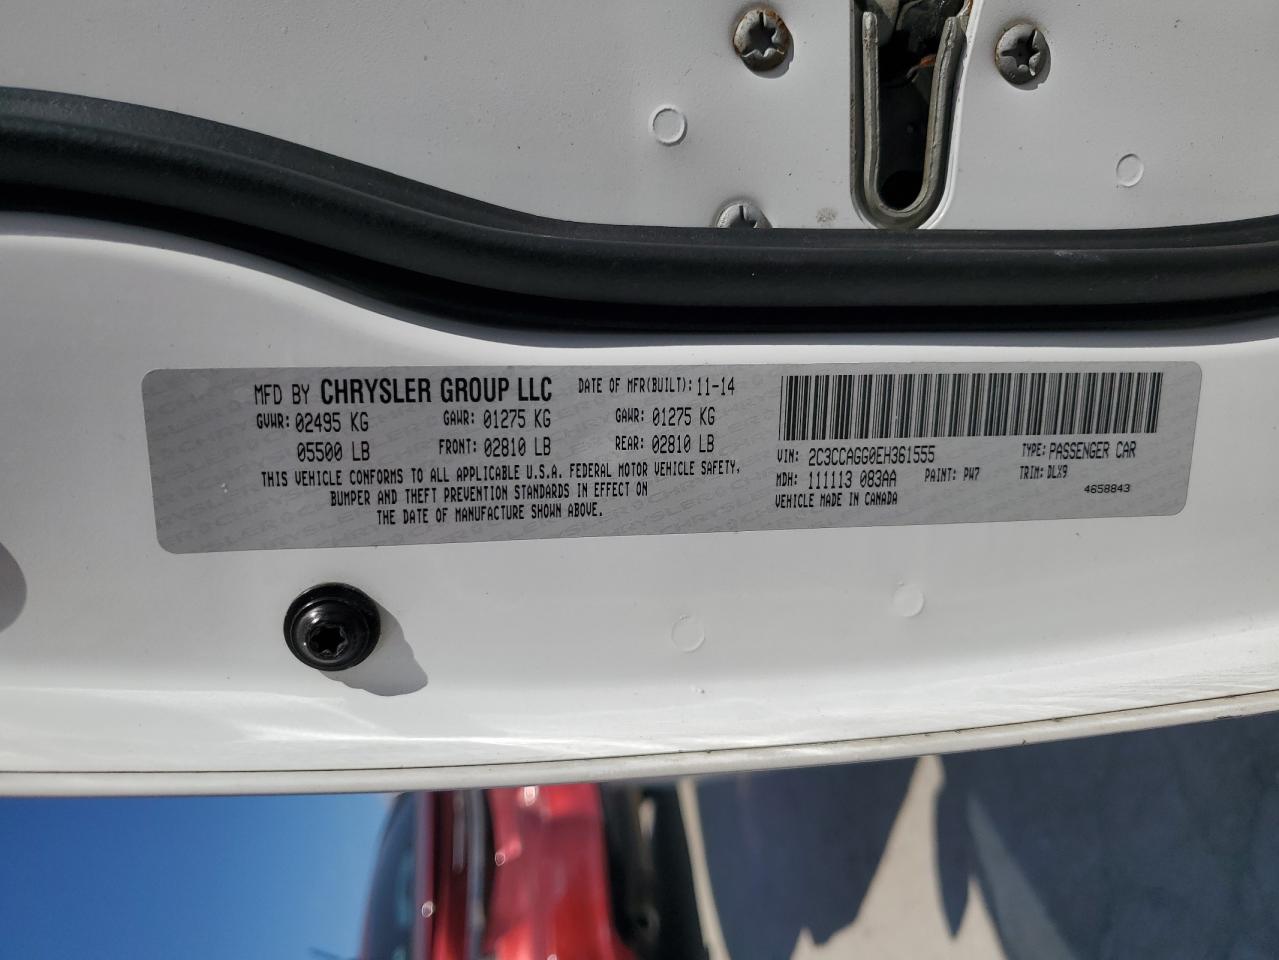 MFD BY CHRYSLER GROUP LLC DATE OF MFR(BUILT): 11-14
GVWR: 02495 KG GAWR: 01275 KG GAWR: 01275 KG
05500 LB FRONT: 02810 LB REAR: 02810 LB
THIS VEHICLE CONFORMS TO ALL APPLICABLE U.S.A. FEDERAL MOTOR VEHICLE SAFETY,
BUMPER AND THEFT PREVENTION STANDARDS IN EFFECT ON
THE DATE OF MANUFACTURE SHOWN ABOVE.
VIN: 2C3CCAGG0EH361555 TYPE: PASSENGER CAR
MDH: 111113 083AA PAINT: PW7 TRIM: DLX9
VEHICLE MADE IN CANADA 4658843